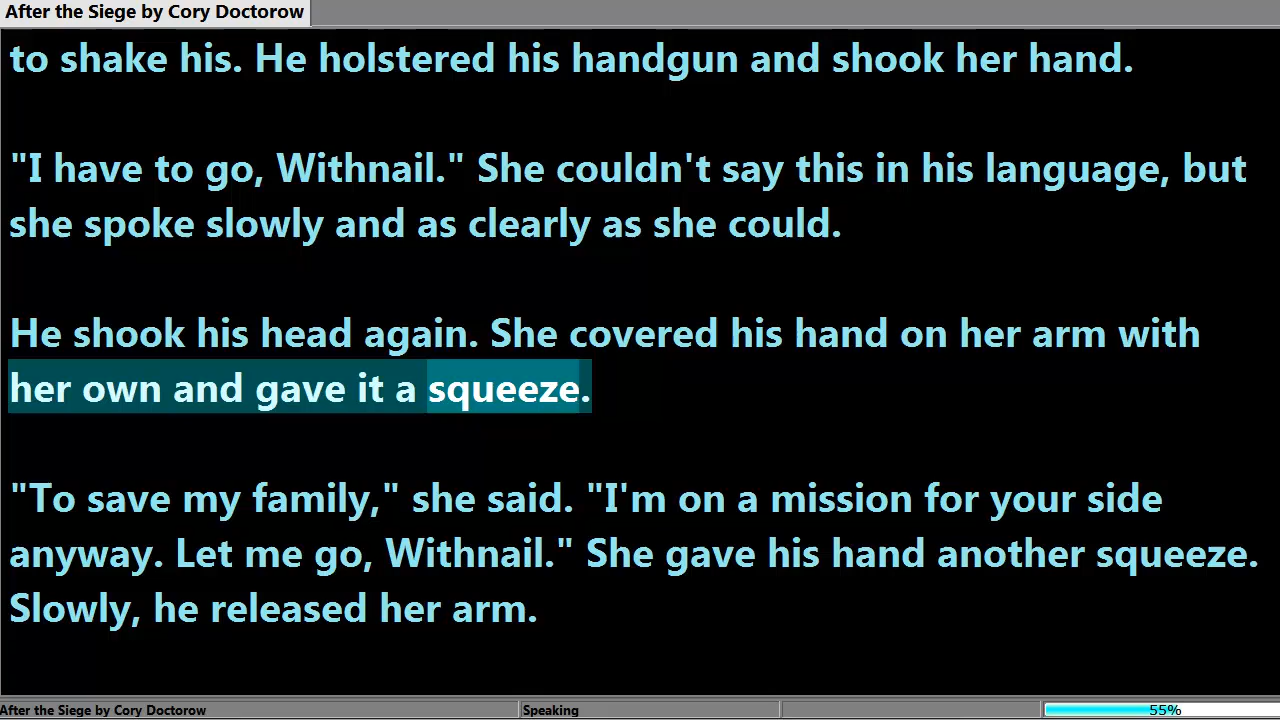 After the Siege by Cory Doctorow
to shake his. He holstered his handgun and shook her hand.
"I have to go, Withnail." She couldn't say this in his language, but
she spoke slowly and as clearly as she could.
He shook his head again. She covered his hand on her arm with
her own and gave it a squeeze.
"To save my family," she said. "I'm on a mission for your side
anyway. Let me go, Withnail." She gave his hand another squeeze.
Slowly, he released her arm.
After the Siege by Cory Doctorow
Speaking
55%